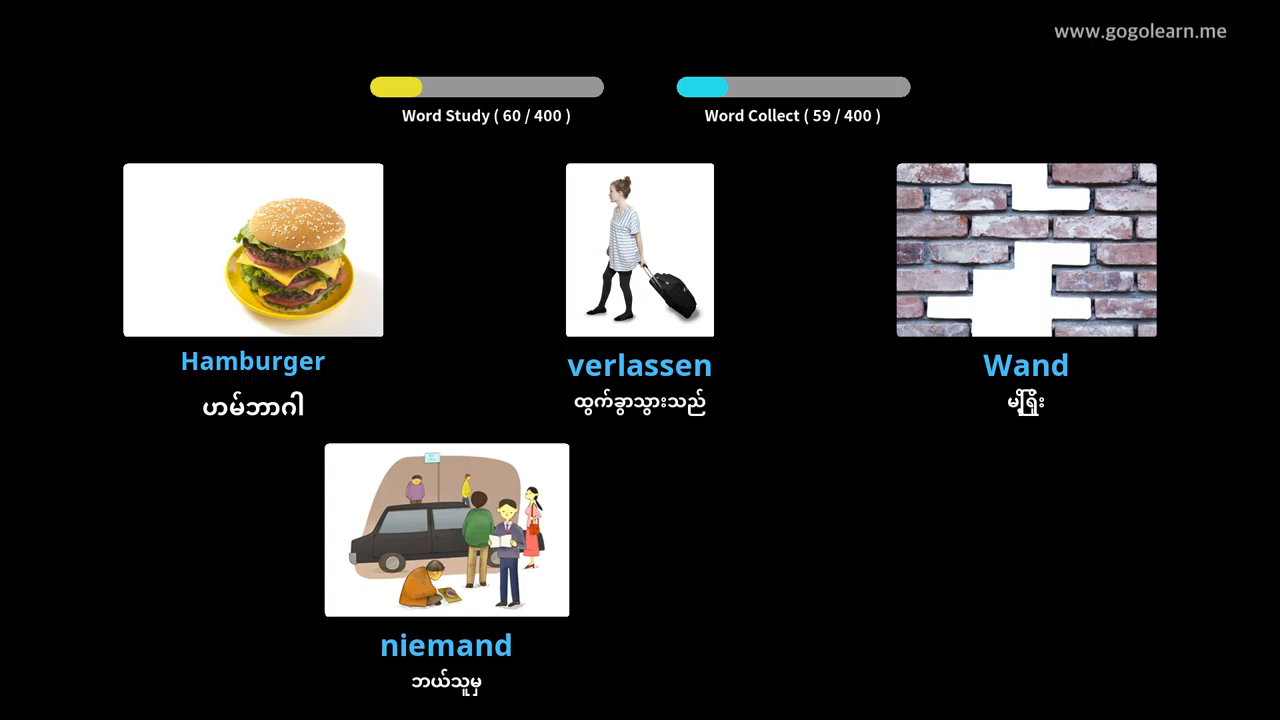 www.gogolearn.me
Word Study ( 60 / 400 )
Word Collect ( 59 / 400 )
Hamburger
ဟမ်ဘာဂါ
verlassen
ထွက်ခွာသွားသည်
Wand
niemand
ဘယ်သူမှ